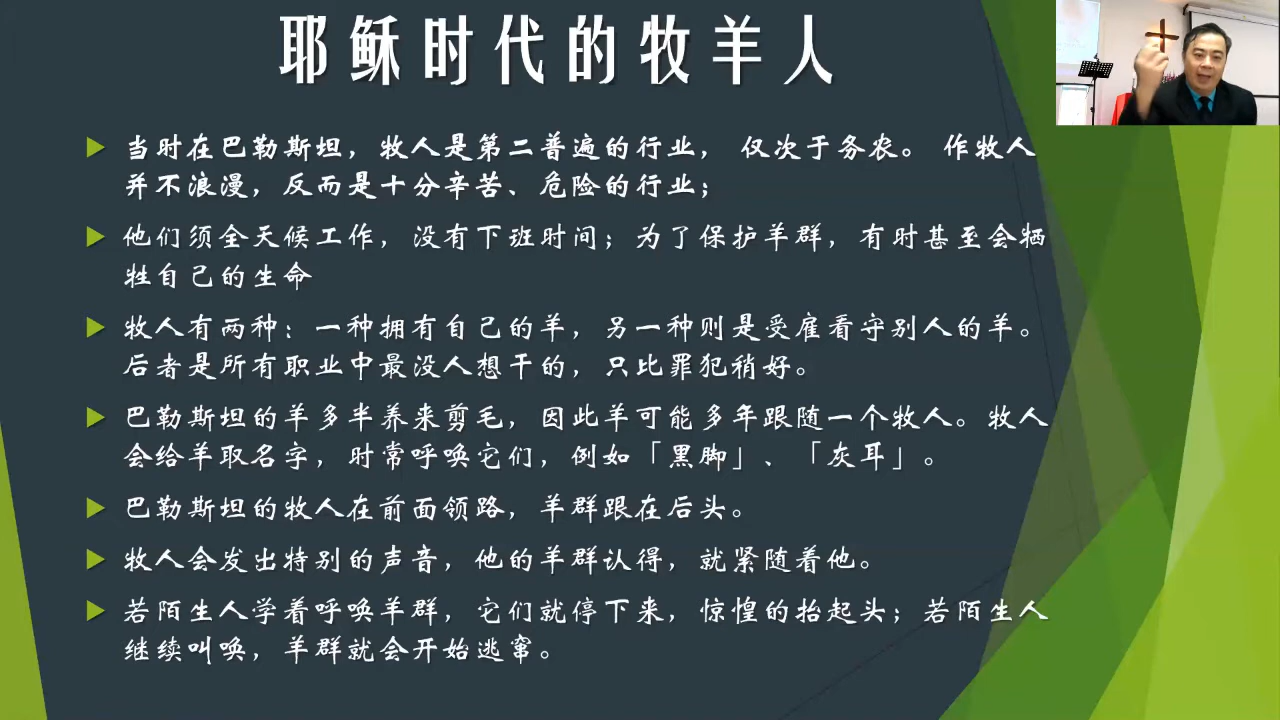 耶稣时代的牧羊人
当时在巴勒斯坦，牧人是第二普遍的行业， 仅次于务农。 作牧人
并不浪漫，反而是十分辛苦、危险的行业；
他们须全天候工作，没有下班时间；为了保护羊群，有时甚至会牺
牲自己的生命
牧人有两种：一种拥有自己的羊，另一种则是受雇看守别人的羊。
后者是所有职业中最没人想干的，只比罪犯稍好。
巴勒斯坦的羊多半养来剪毛，因此羊可能多年跟随一个牧人。牧人
会给羊取名字，时常呼唤它们，例如「黑脚」、「灰耳」。
巴勒斯坦的牧人在前面领路，羊群跟在后头。
牧人会发出特别的声音，他的羊群认得，就紧随着他。
若陌生人学着呼唤羊群，它们就停下来，惊惶的抬起头；若陌生人
继续叫唤，羊群就会开始逃窜。